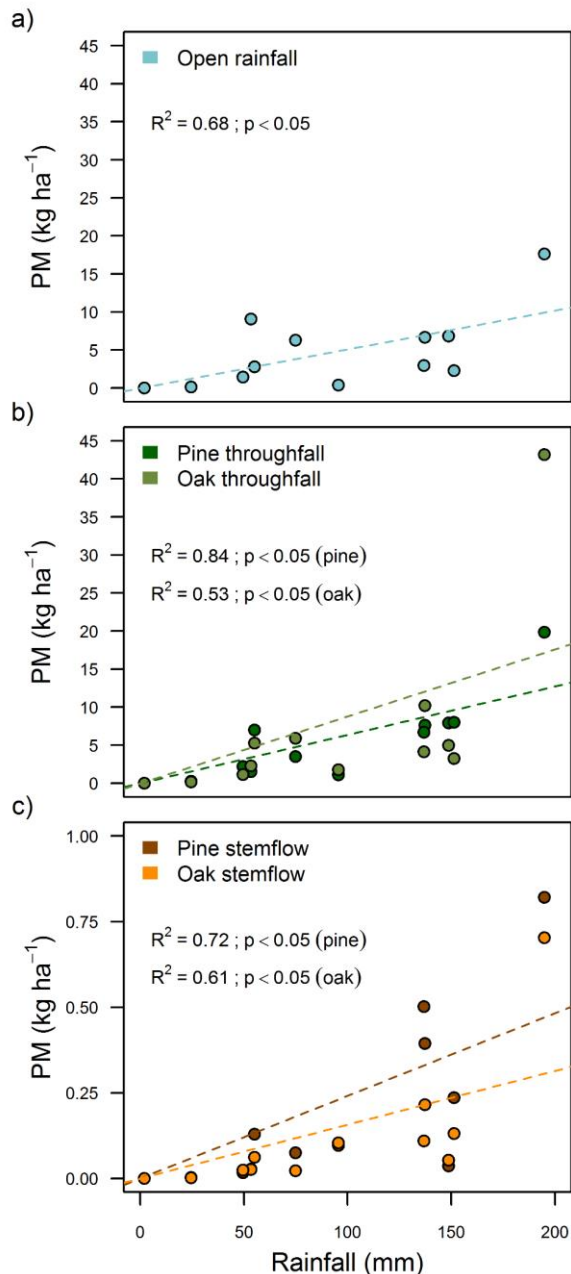 a)
45
40
35
30
25
20
15
10
5
0
PM (kg ha⁻¹)
Open rainfall
R² = 0.68 ; p < 0.05
b)
45
40
35
30
25
20
15
10
5
0
PM (kg ha⁻¹)
Pine throughfall
Oak throughfall
R² = 0.84 ; p < 0.05 (pine)
R² = 0.53 ; p < 0.05 (oak)
c)
1.00
0.75
0.50
0.25
0.00
PM (kg ha⁻¹)
Pine stemflow
Oak stemflow
R² = 0.72 ; p < 0.05 (pine)
R² = 0.61 ; p < 0.05 (oak)
0 50 100 150 200
Rainfall (mm)